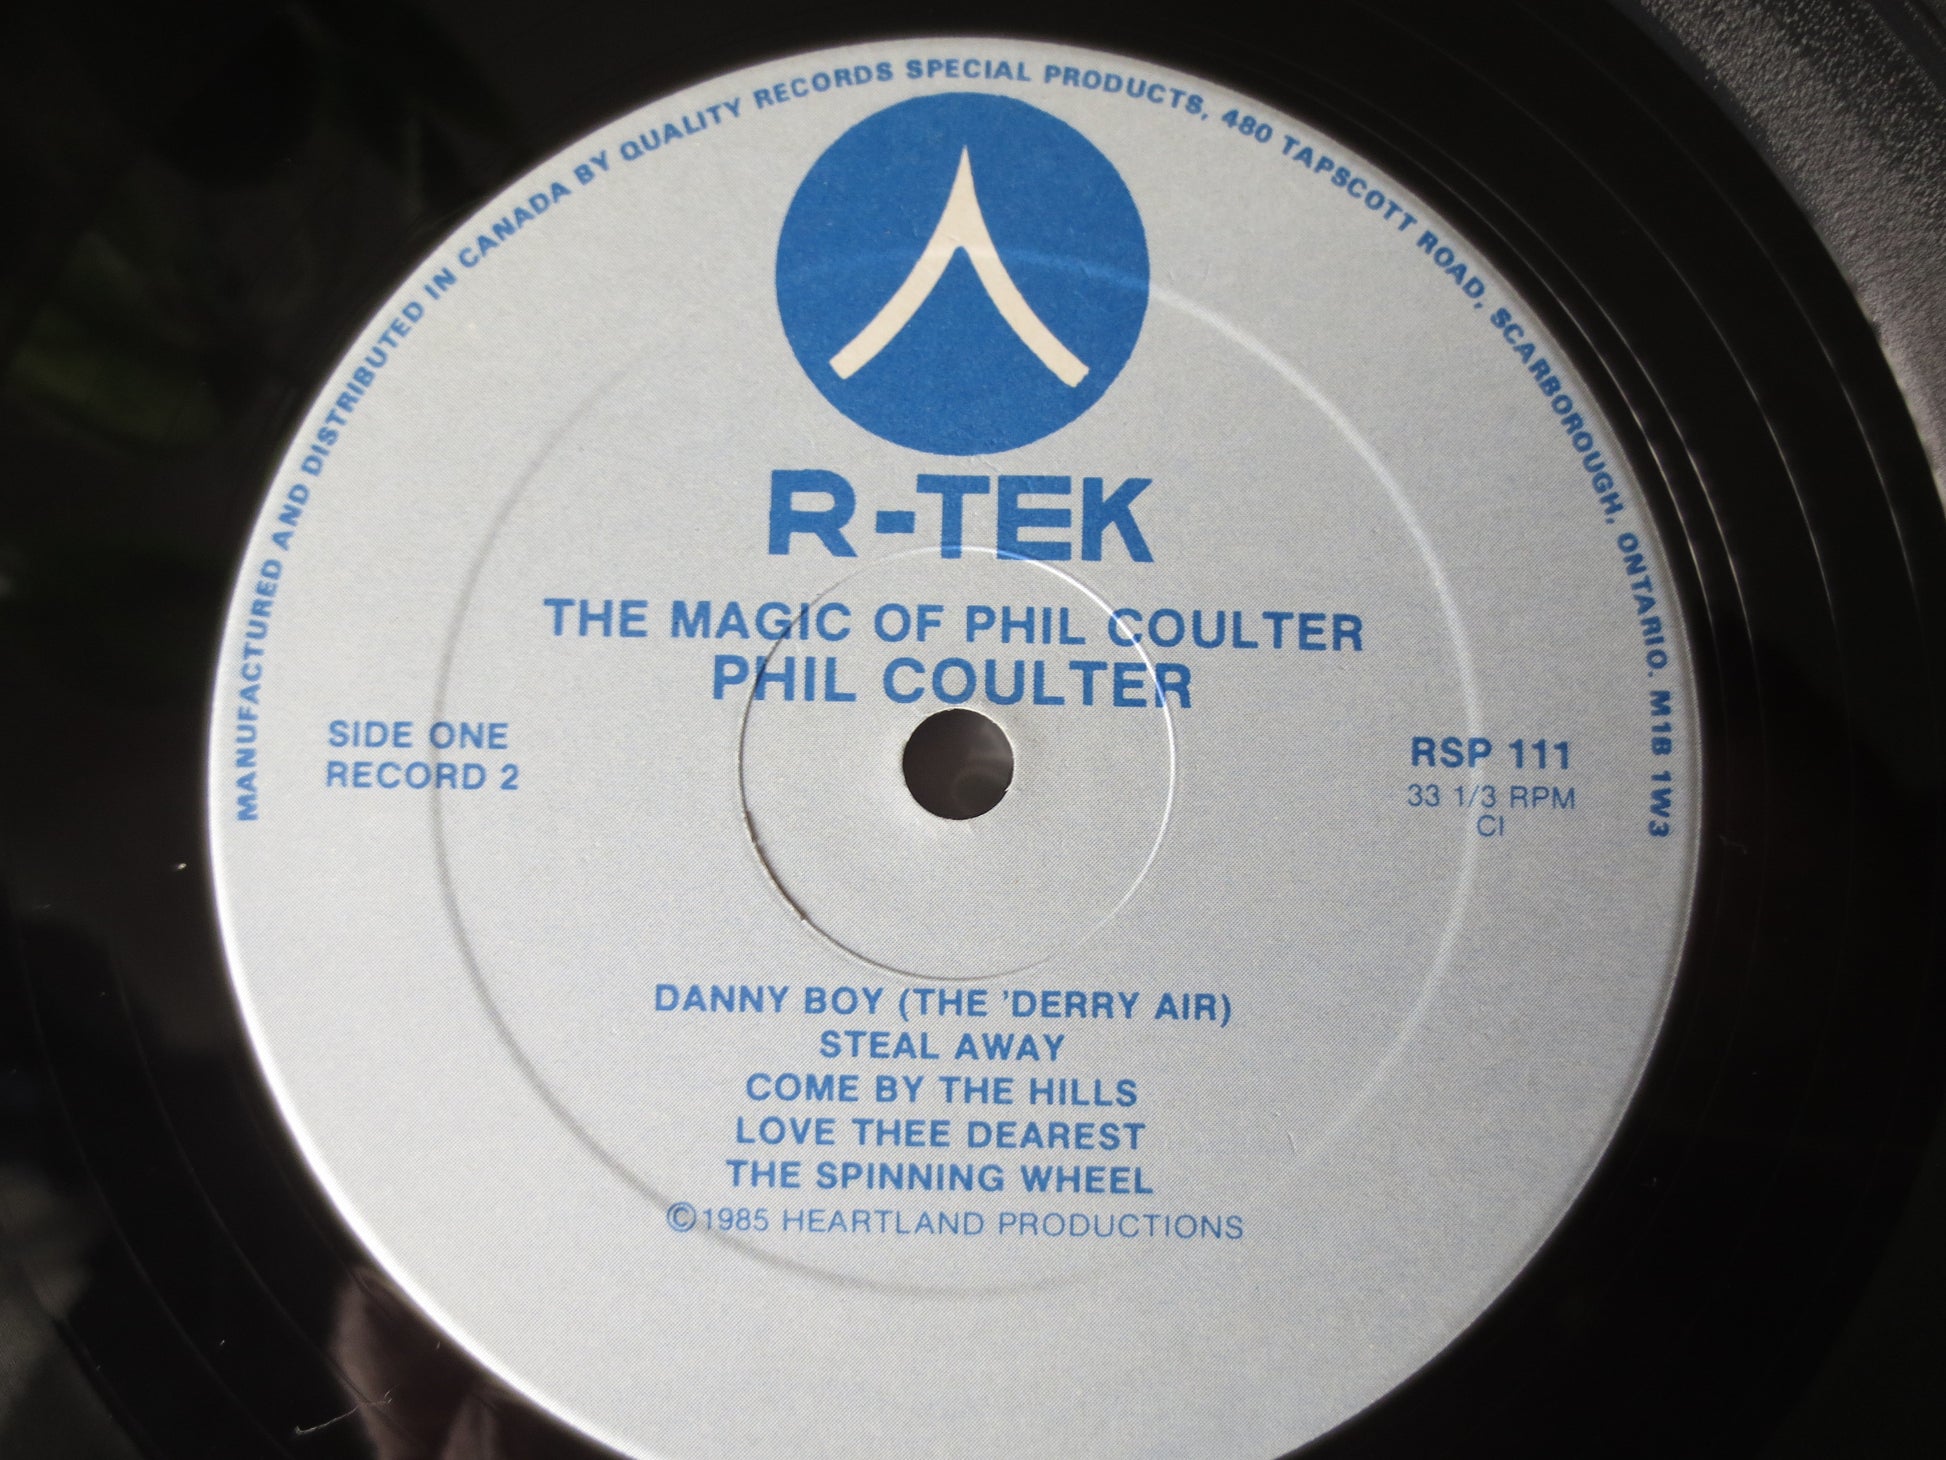 MANUFACTURED AND DISTRIBUTED IN CANADA BY QUALITY RECORDS SPECIAL PRODUCTS, 480 TAPSCOTT ROAD, SCARBOROUGH, ONTARIO. M1B 1W3
R-TEK
THE MAGIC OF PHIL COULTER
PHIL COULTER
SIDE ONE
RECORD 2
RSP 111
33 1/3 RPM
CI
DANNY BOY (THE 'DERRY AIR)
STEAL AWAY
COME BY THE HILLS
LOVE THEE DEAREST
THE SPINNING WHEEL
©1985 HEARTLAND PRODUCTIONS